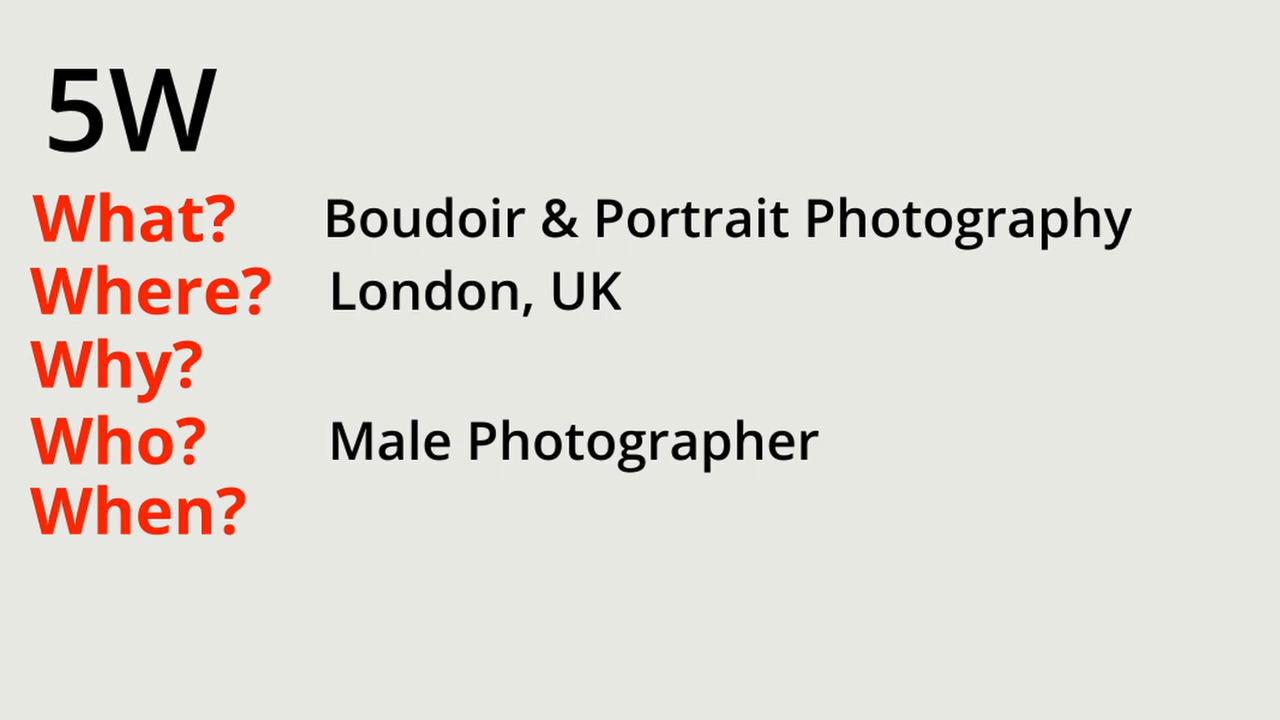 5W
What? Boudoir & Portrait Photography
Where? London, UK
Why?
Who? Male Photographer
When?